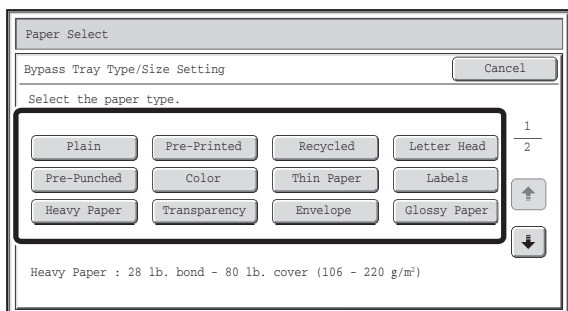 Paper Select
Bypass Tray Type/Size Setting Cancel
Select the paper type.
1
2
Plain Pre-Printed Recycled Letter Head
Pre-Punched Color Thin Paper Labels
Heavy Paper Transparency Envelope Glossy Paper
Heavy Paper : 28 lb. bond - 80 lb. cover (106 - 220 g/m²)